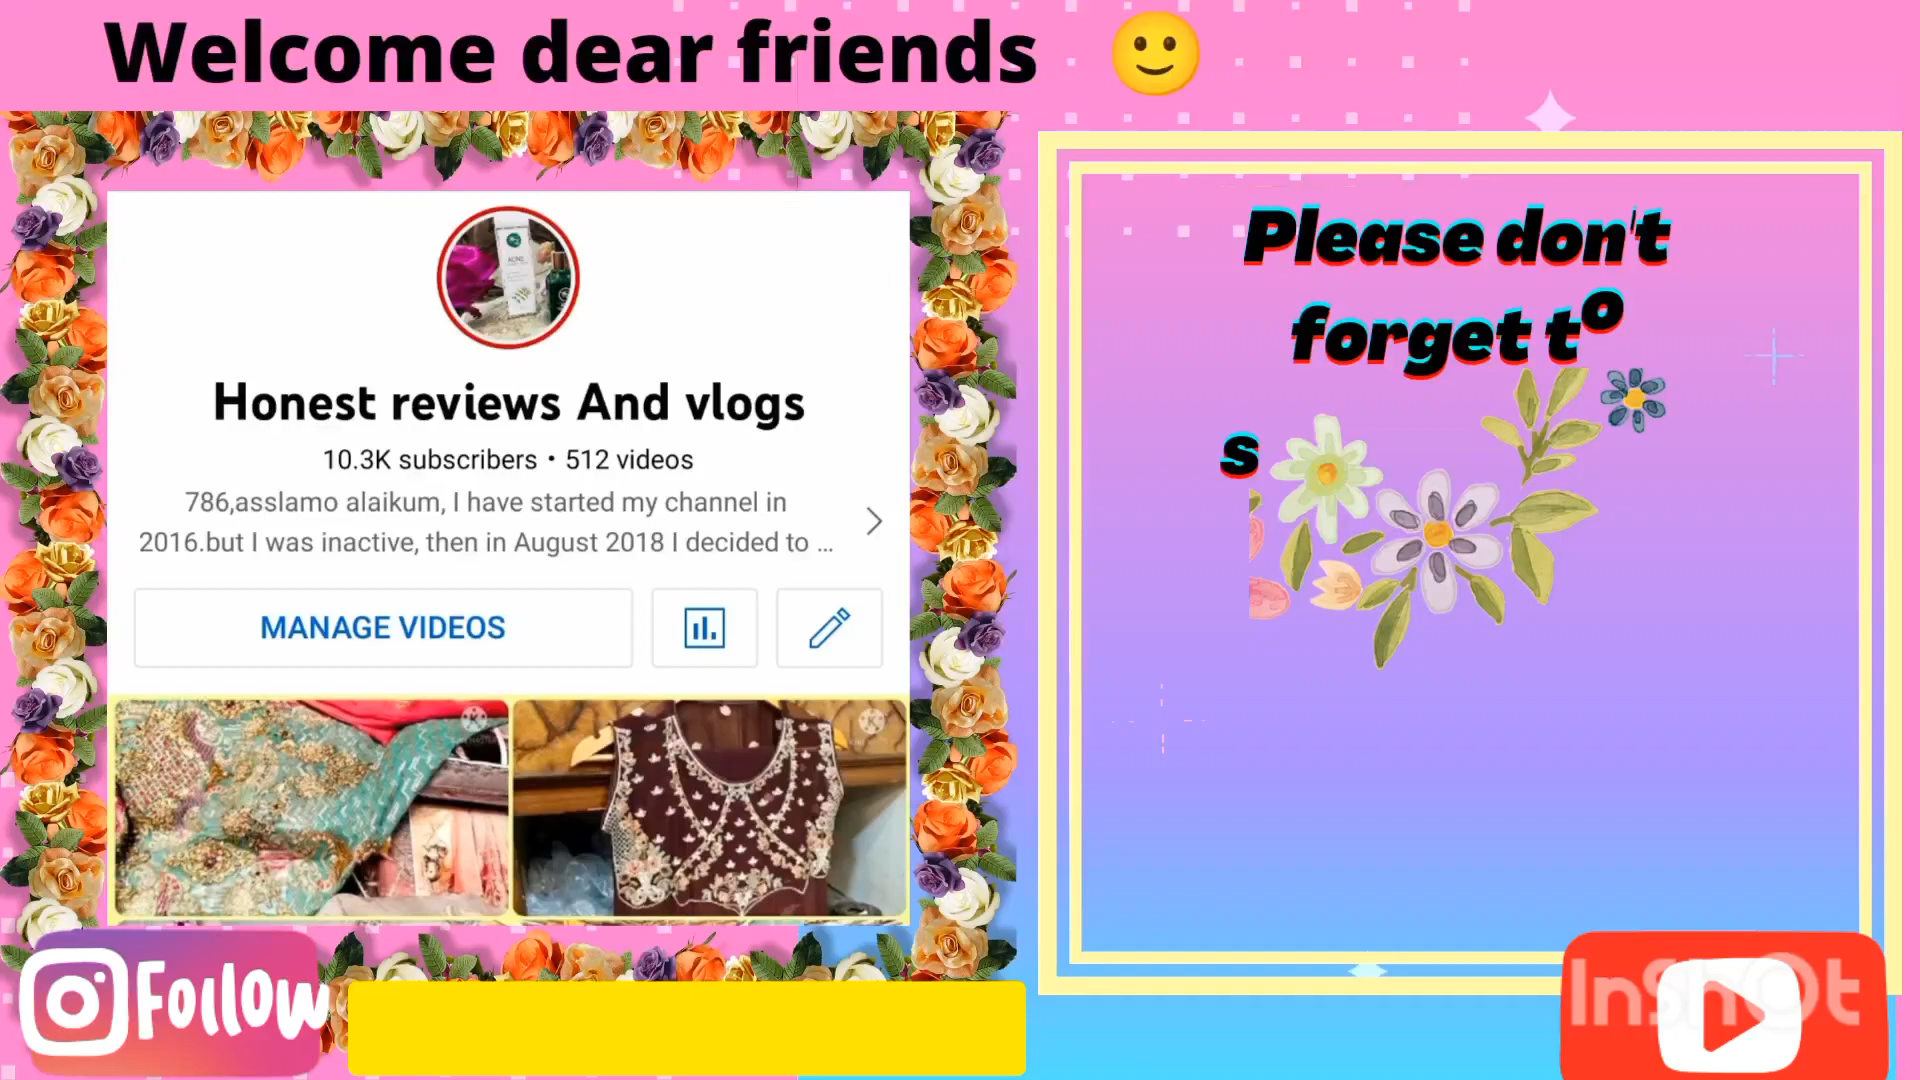 Welcome dear friends
Honest reviews And vlogs
10.3K subscribers • 512 videos
786,asslamo alaikum, I have started my channel in
2016.but I was inactive, then in August 2018 I decided to ...
MANAGE VIDEOS
Please don't
forget to
s
Follow
InShOt